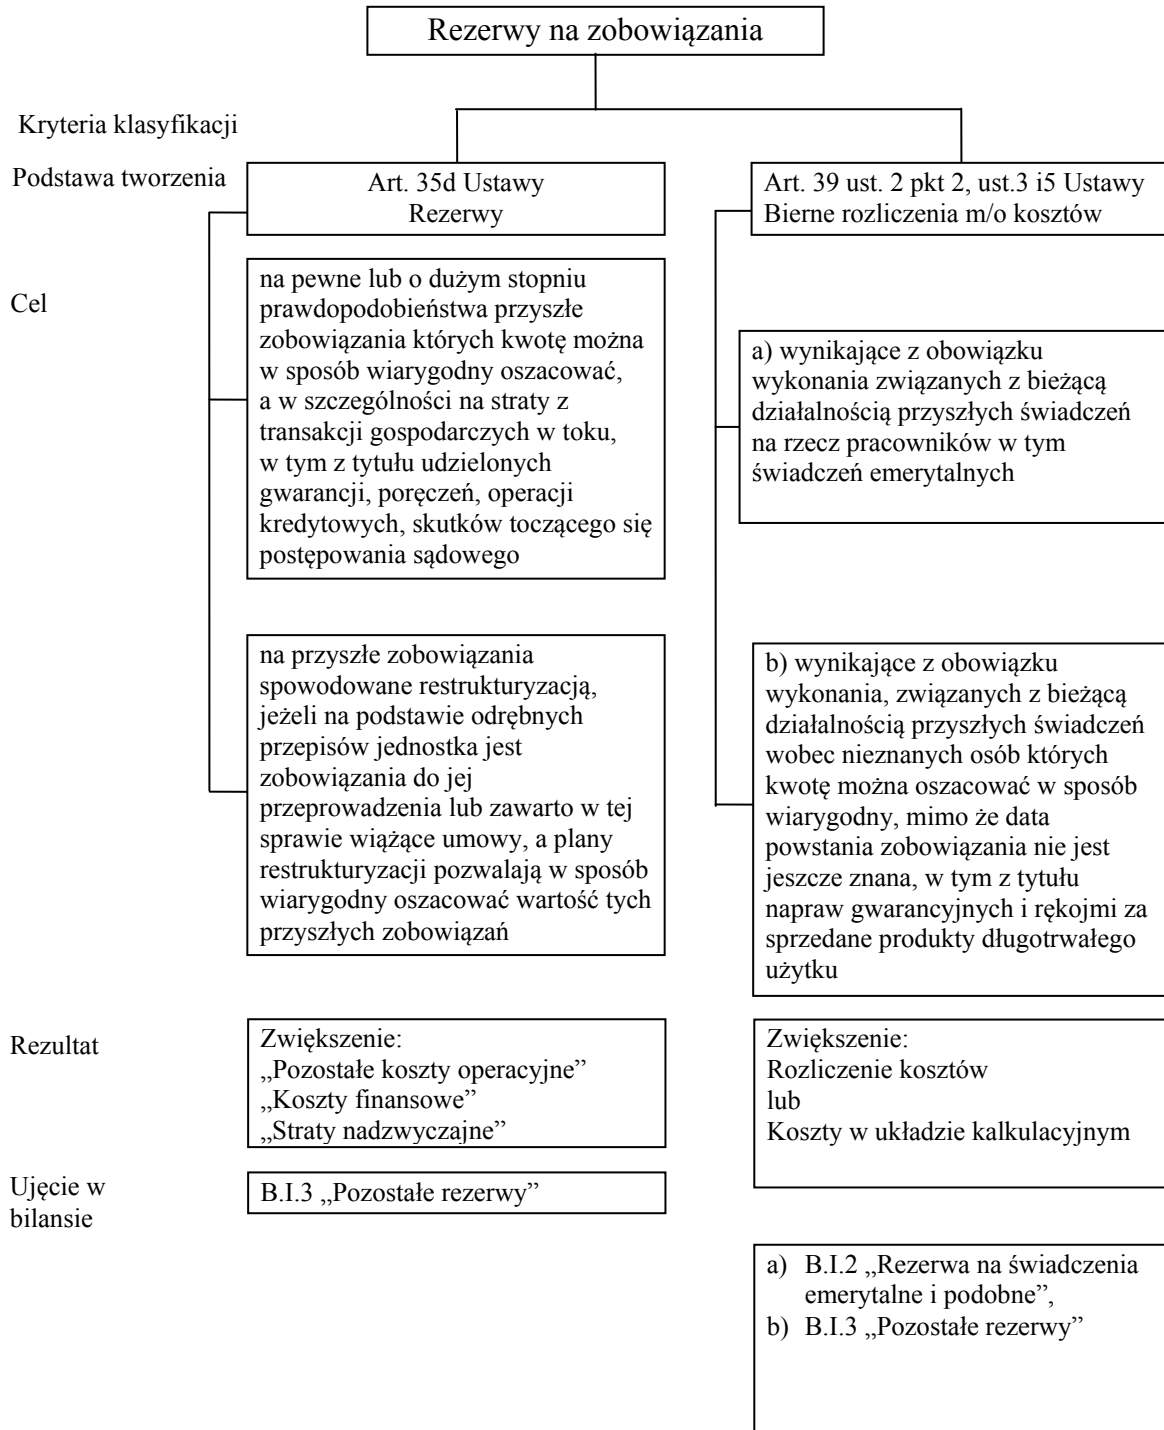 Rezerwy na zobowiązania
Kryteria klasyfikacji
Podstawa tworzenia
Art. 35d Ustawy
Rezerwy
Art. 39 ust. 2 pkt 2, ust.3 i5 Ustawy
Bierne rozliczenia m/o kosztów
Cel
na pewne lub o dużym stopniu
prawdopodobieństwa przyszłe
zobowiązania których kwotę można
w sposób wiarygodny oszacować,
a w szczególności na straty z
transakcji gospodarczych w toku,
w tym z tytułu udzielonych
gwarancji, poręczeń, operacji
kredytowych, skutków toczącego się
postępowania sądowego
a) wynikające z obowiązku
wykonania związanych z bieżącą
działalnością przyszłych świadczeń
na rzecz pracowników w tym
świadczeń emerytalnych
na przyszłe zobowiązania
spowodowane restrukturyzacją,
jeżeli na podstawie odrębnych
przepisów jednostka jest
zobowiązania do jej
przeprowadzenia lub zawarto w tej
sprawie wiążące umowy, a plany
restrukturyzacji pozwalają w sposób
wiarygodny oszacować wartość tych
przyszłych zobowiązań
b) wynikające z obowiązku
wykonania, związanych z bieżącą
działalnością przyszłych świadczeń
wobec nieznanych osób których
kwotę można oszacować w sposób
wiarygodny, mimo że data
powstania zobowiązania nie jest
jeszcze znana, w tym z tytułu
napraw gwarancyjnych i rękojmi za
sprzedane produkty długotrwałego
użytku
Rezultat
Zwiększenie:
„Pozostałe koszty operacyjne”
„Koszty finansowe”
„Straty nadzwyczajne”
Zwiększenie:
Rozliczenie kosztów
lub
Koszty w układzie kalkulacyjnym
Ujęcie w
bilansie
B.I.3 „Pozostałe rezerwy”
a) B.I.2 „Rezerwa na świadczenia
emerytalne i podobne”,
b) B.I.3 „Pozostałe rezerwy”